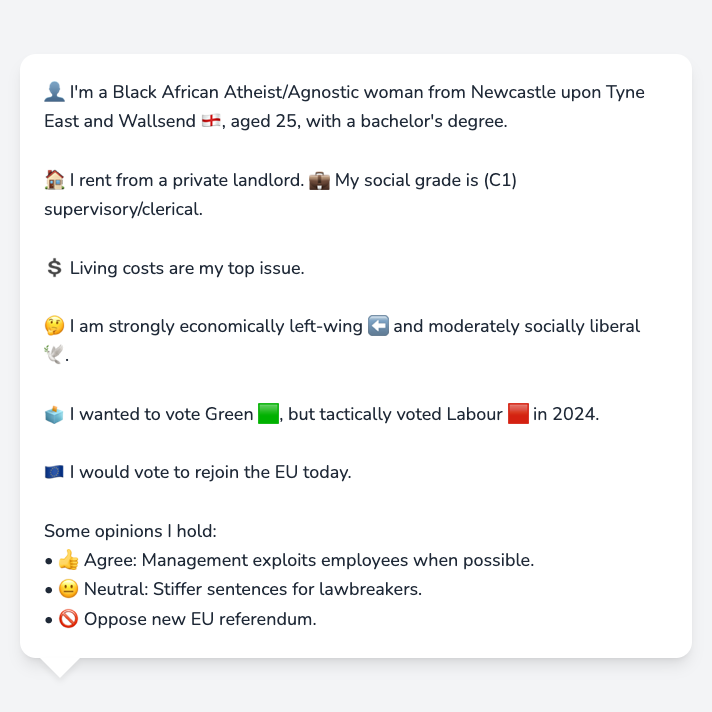 👤 I'm a Black African Atheist/Agnostic woman from Newcastle upon Tyne
East and Wallsend 🏴󠁧󠁢󠁥󠁮󠁧󠁿, aged 25, with a bachelor's degree.
🏠 I rent from a private landlord. 💼 My social grade is (C1)
supervisory/clerical.
💲 Living costs are my top issue.
🤔 I am strongly economically left-wing ⬅️ and moderately socially liberal
🕊️.
🗳️ I wanted to vote Green 🟩, but tactically voted Labour 🟥 in 2024.
🇪🇺 I would vote to rejoin the EU today.
Some opinions I hold:
• 👍 Agree: Management exploits employees when possible.
• 😐 Neutral: Stiffer sentences for lawbreakers.
• 🚫 Oppose new EU referendum.